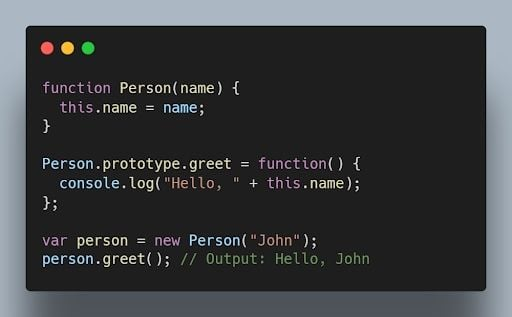 function Person(name) {
  this.name = name;
}
Person.prototype.greet = function() {
  console.log("Hello, " + this.name);
};
var person = new Person("John");
person.greet(); // Output: Hello, John